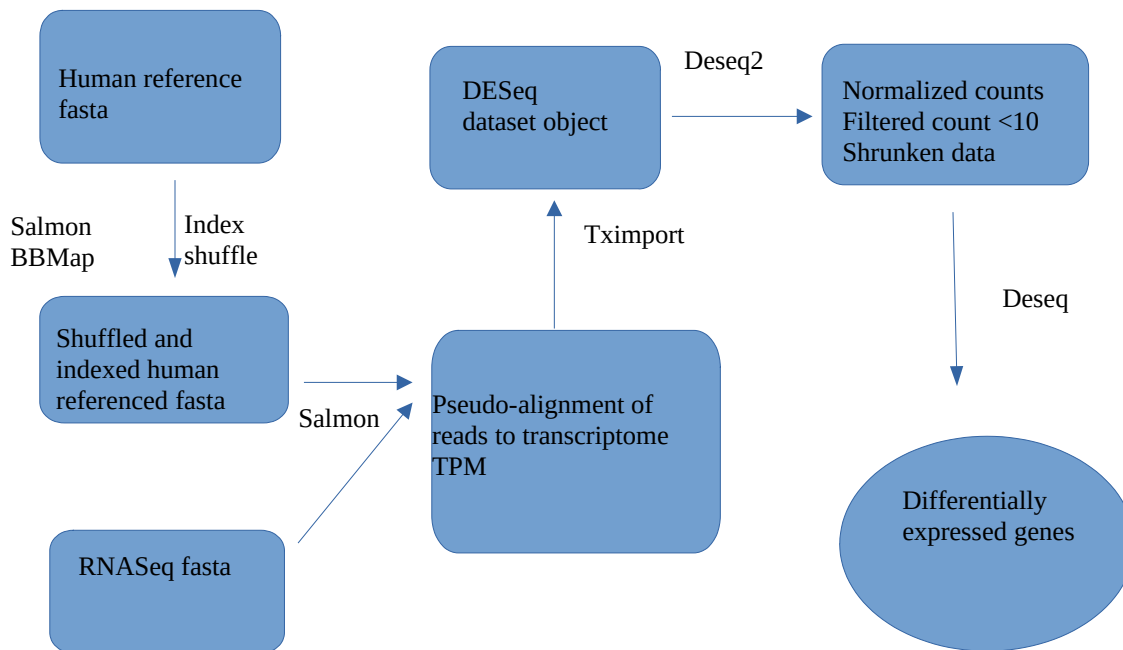 Human reference
fasta
Salmon
BBMap
Index
shuffle
Shuffled and
indexed human
referenced fasta
Salmon
RNASeq fasta
Pseudo-alignment of
reads to transcriptome
TPM
Tximport
DESeq
dataset object
Deseq2
Normalized counts
Filtered count <10
Shrunken data
Deseq
Differentially
expressed genes